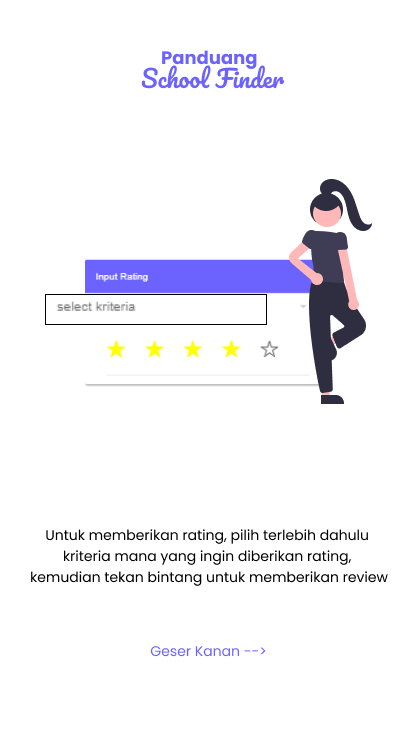 Panduang
School Finder
Input Rating
select kriteria
Untuk memberikan rating, pilih terlebih dahulu
kriteria mana yang ingin diberikan rating,
kemudian tekan bintang untuk memberikan review
Geser Kanan -->